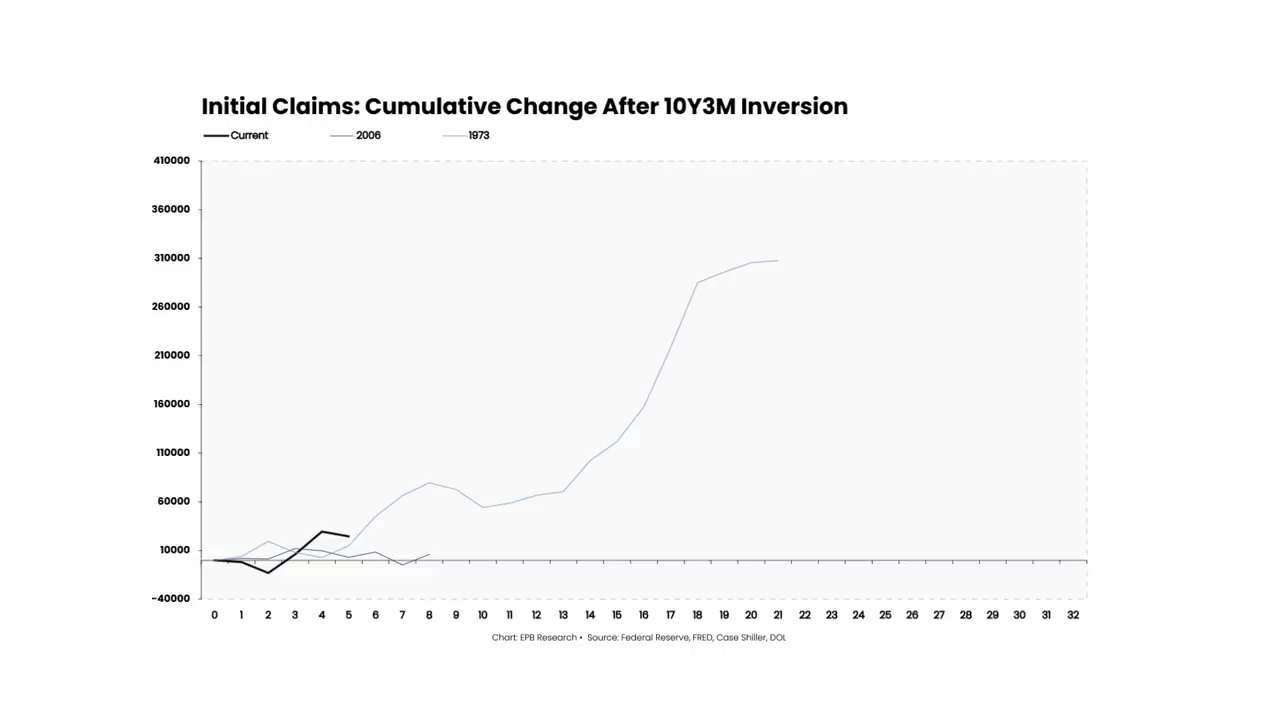 Initial Claims: Cumulative Change After 10Y3M Inversion
Current 2006 1973
410000
360000
310000
260000
210000
160000
110000
60000
10000
-40000
0 1 2 3 4 5 6 7 8 9 10 11 12 13 14 15 16 17 18 19 20 21 22 23 24 25 26 27 28 29 30 31 32
Chart: EPB Research • Source: Federal Reserve, FRED, Case Shiller, DOL